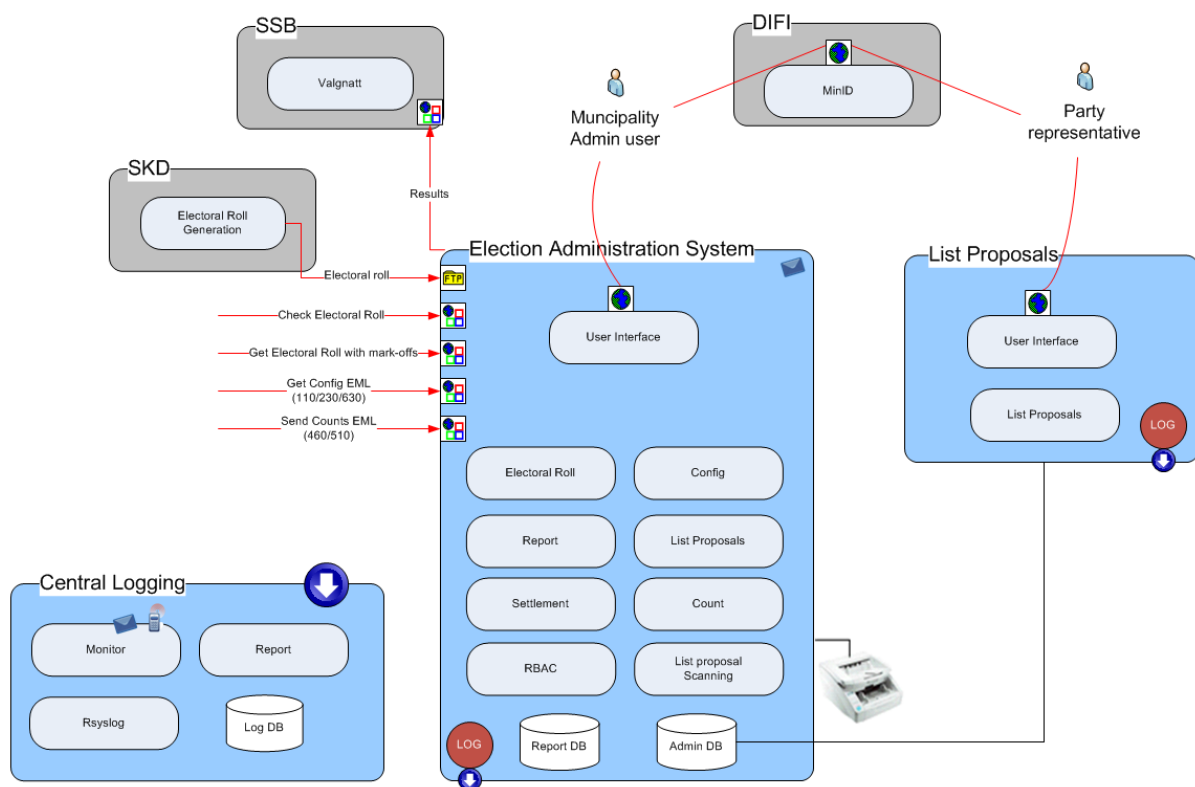 SSB
Valgnatt
DIFI
MinID
Muncipality
Admin user
Party
representative
SKD
Electoral Roll
Generation
Results
Electoral roll
Check Electoral Roll
Get Electoral Roll with mark-offs
Get Config EML
(110/230/630)
Send Counts EML
(460/510)
Election Administration System
FTP
User Interface
Electoral Roll
Config
Report
List Proposals
Settlement
Count
RBAC
List proposal
Scanning
LOG
Report DB
Admin DB
List Proposals
User Interface
List Proposals
LOG
Central Logging
Monitor
Report
Rsyslog
Log DB